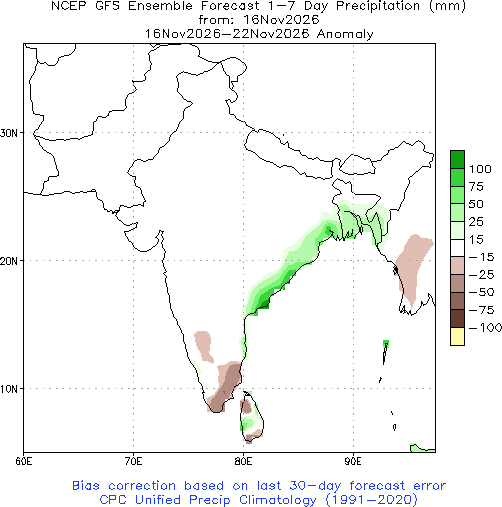 NCEP GFS Ensemble Forecast 1-7 Day Precipitation (mm)
from: 16Nov2026
16Nov2026-22Nov2026 Anomaly
30N
20N
10N
60E
70E
80E
90E
100
75
50
25
15
-15
-25
-50
-75
-100
Bias correction based on last 30-day forecast error
CPC Unified Precip Climatology (1991-2020)